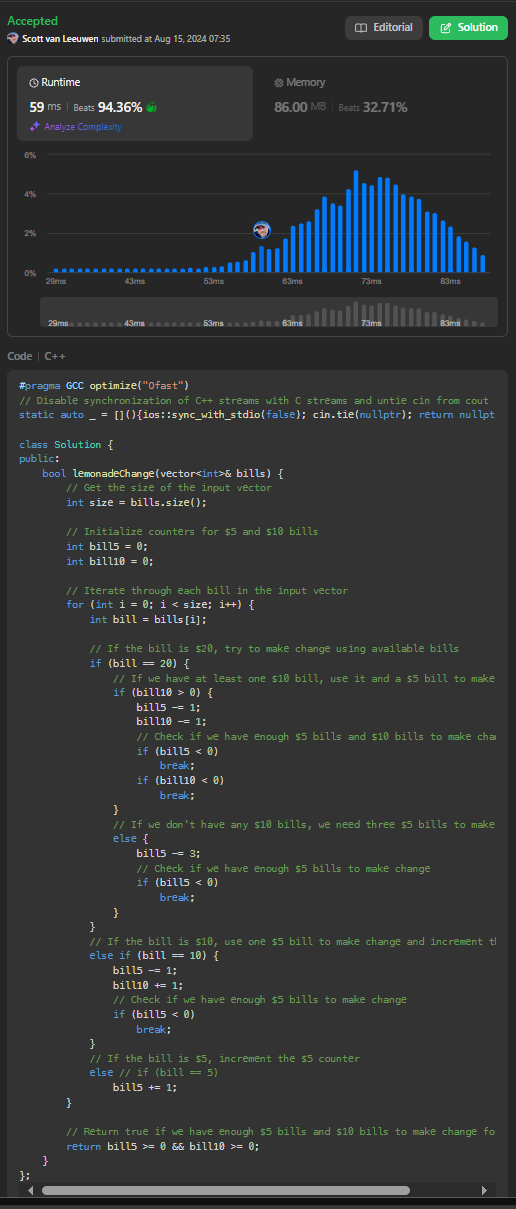 Accepted
Scott van Leeuwen submitted at Aug 15, 2024 07:35
Editorial
Solution
Runtime
59 ms | Beats 94.36%
Analyze Complexity
Memory
86.00 MB | Beats 32.71%
6%
4%
2%
0%
29ms 43ms 53ms 63ms 73ms 83ms
29ms 43ms 53ms 63ms 73ms 83ms
Code | C++
#pragma GCC optimize("Ofast")
// Disable synchronization of C++ streams with C streams and untie cin from cout
static auto _ = [](){ios::sync_with_stdio(false); cin.tie(nullptr); return nullpt
class Solution {
public:
    bool lemonadeChange(vector<int>& bills) {
        // Get the size of the input vector
        int size = bills.size();
        // Initialize counters for $5 and $10 bills
        int bill5 = 0;
        int bill10 = 0;
        // Iterate through each bill in the input vector
        for (int i = 0; i < size; i++) {
            int bill = bills[i];
            // If the bill is $20, try to make change using available bills
            if (bill == 20) {
                // If we have at least one $10 bill, use it and a $5 bill to make
                if (bill10 > 0) {
                    bill5 -= 1;
                    bill10 -= 1;
                    // Check if we have enough $5 bills and $10 bills to make cha
                    if (bill5 < 0)
                        break;
                    if (bill10 < 0)
                        break;
                }
                // If we don't have any $10 bills, we need three $5 bills to make
                else {
                    bill5 -= 3;
                    // Check if we have enough $5 bills to make change
                    if (bill5 < 0)
                        break;
                }
            }
            // If the bill is $10, use one $5 bill to make change and increment t
            else if (bill == 10) {
                bill5 -= 1;
                bill10 += 1;
                // Check if we have enough $5 bills to make change
                if (bill5 < 0)
                    break;
            }
            // If the bill is $5, increment the $5 counter
            else // if (bill == 5)
                bill5 += 1;
        }
        // Return true if we have enough $5 bills and $10 bills to make change fo
        return bill5 >= 0 && bill10 >= 0;
    }
};